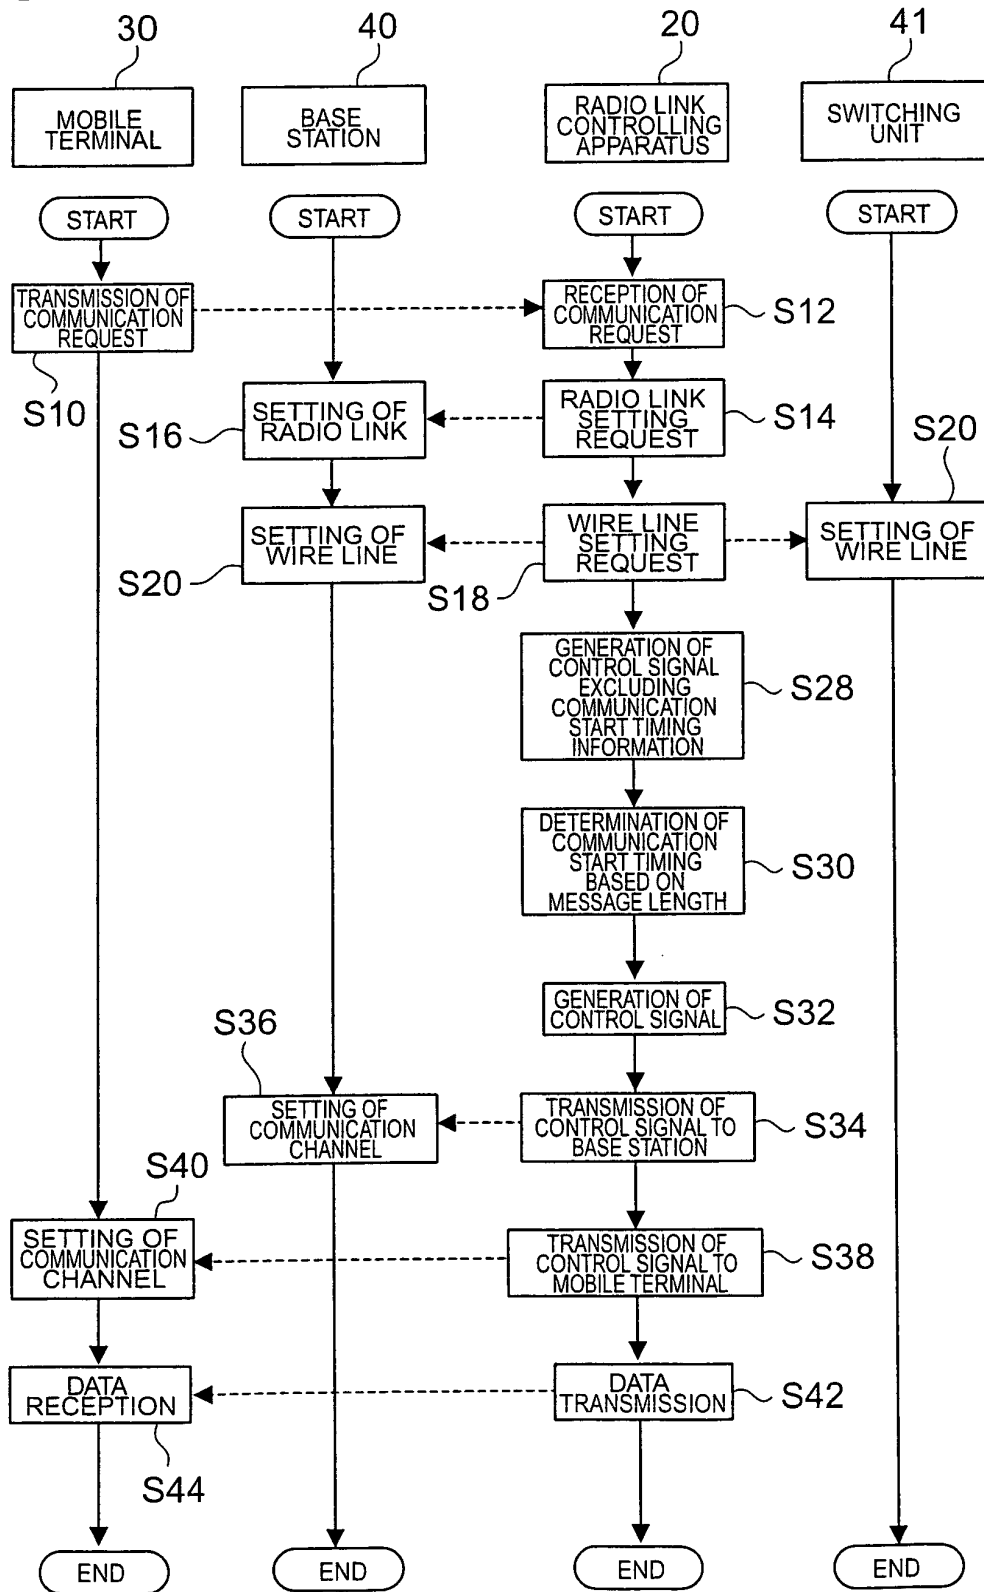 30
40
20
41
MOBILE
TERMINAL
BASE
STATION
RADIO LINK
CONTROLLING
APPARATUS
SWITCHING
UNIT
START
START
START
START
TRANSMISSION OF
COMMUNICATION
REQUEST
S10
RECEPTION OF
COMMUNICATION
REQUEST
S12
S16
SETTING OF
RADIO LINK
RADIO LINK
SETTING
REQUEST
S14
S20
SETTING OF
WIRE LINE
S20
WIRE LINE
SETTING
REQUEST
S18
SETTING OF
WIRE LINE
GENERATION OF
CONTROL SIGNAL
EXCLUDING
COMMUNICATION
START TIMING
INFORMATION
S28
DETERMINATION OF
COMMUNICATION
START TIMING
BASED ON
MESSAGE LENGTH
S30
GENERATION OF
CONTROL SIGNAL
S32
S36
SETTING OF
COMMUNICATION
CHANNEL
TRANSMISSION OF
CONTROL SIGNAL TO
BASE STATION
S34
S40
SETTING OF
COMMUNICATION
CHANNEL
TRANSMISSION OF
CONTROL SIGNAL TO
MOBILE TERMINAL
S38
DATA
RECEPTION
S44
DATA
TRANSMISSION
S42
END
END
END
END